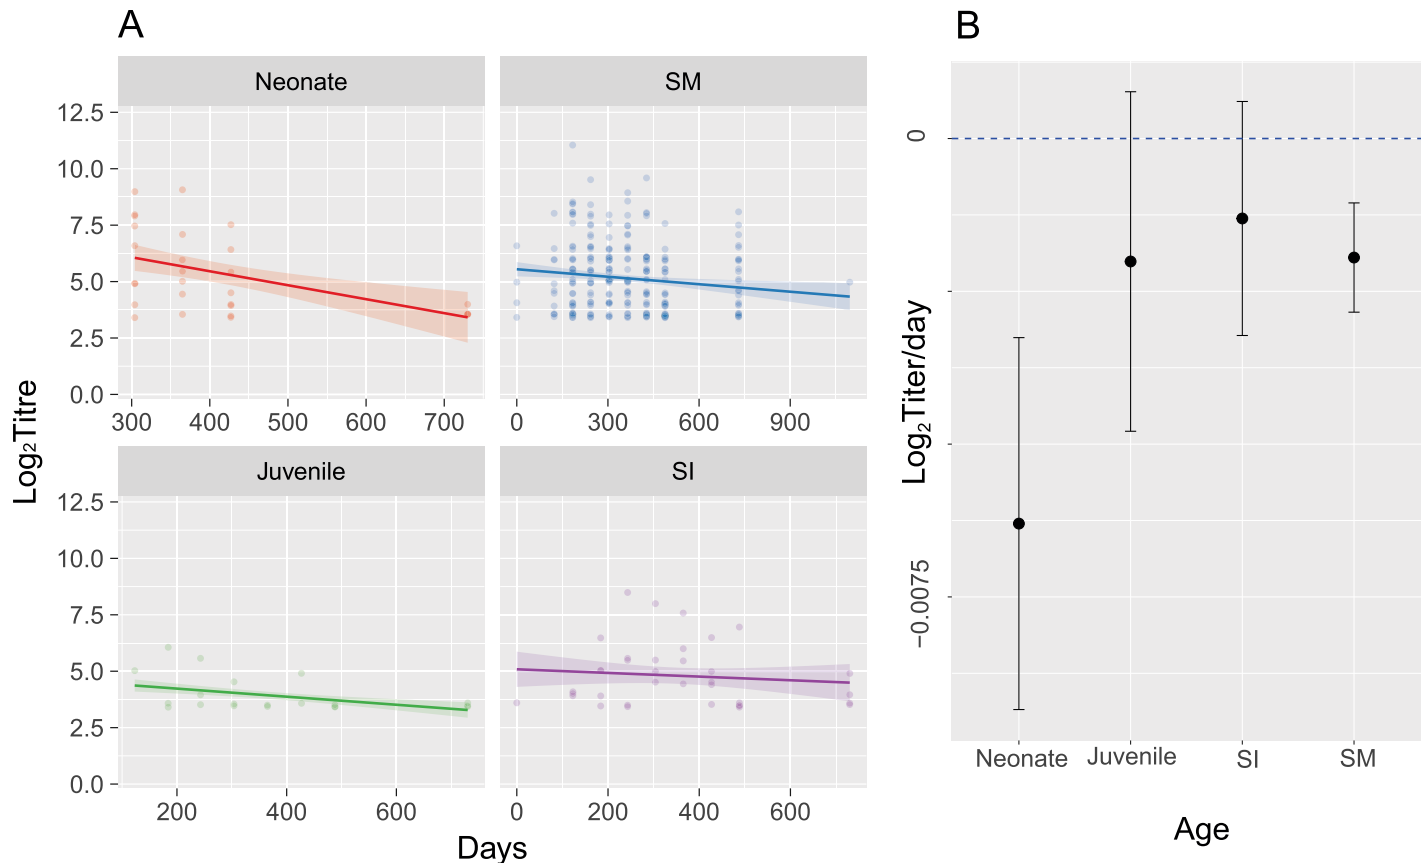 A
B
Neonate
SM
12.5
10.0
7.5
5.0
2.5
0.0
300 400 500 600 700
0 300 600 900
Juvenile
SI
12.5
10.0
7.5
5.0
2.5
0.0
200 400 600
0 200 400 600
Log₂Titre
Days
0
−0.0075
Log₂Titer/day
Neonate Juvenile SI SM
Age